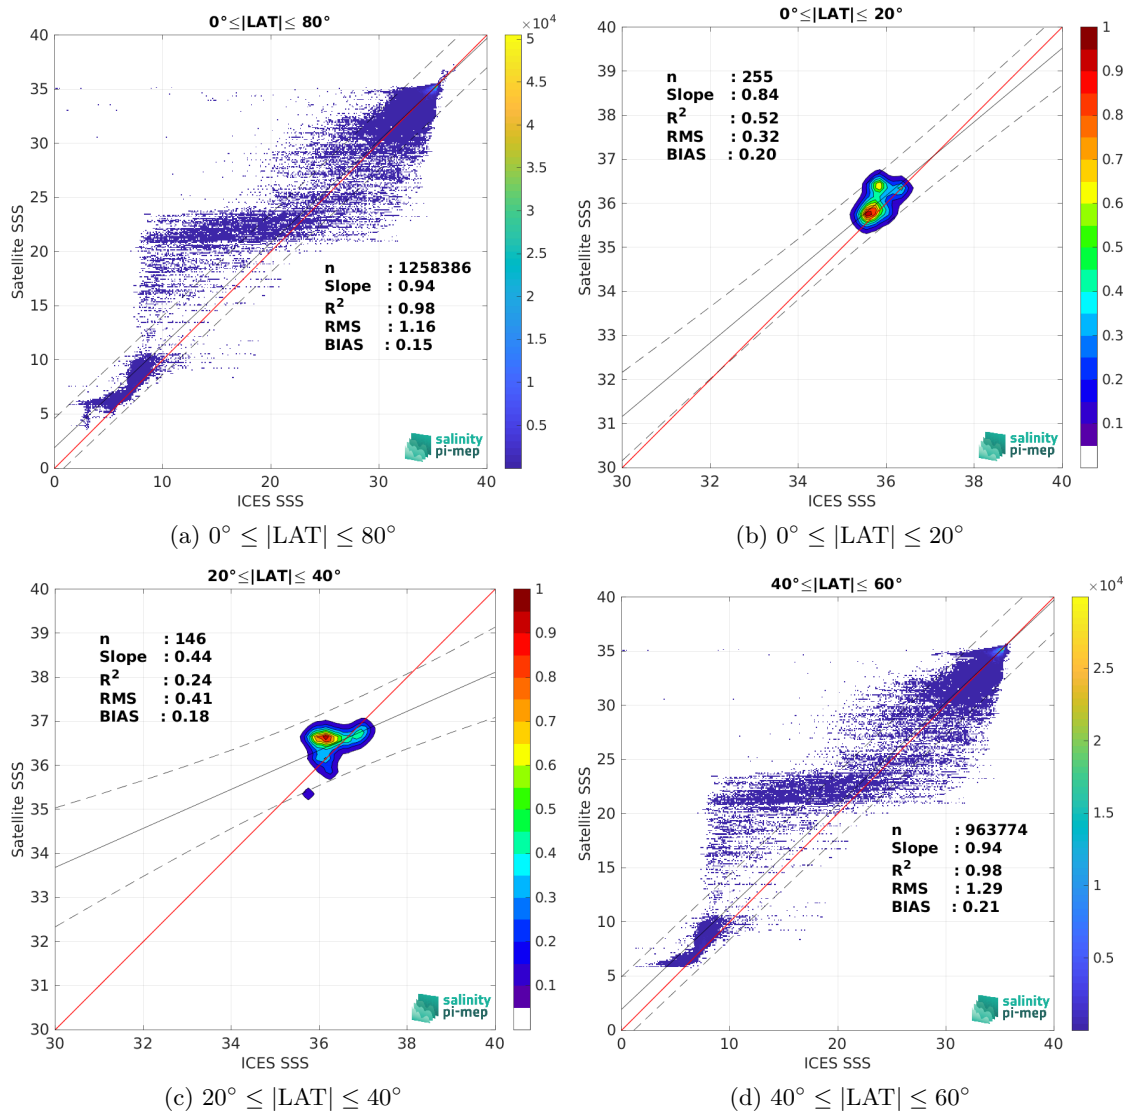 0°≤|LAT|≤ 80°
×10⁴
40
35
30
25
20
15
10
5
0
Satellite SSS
n : 1258386
Slope : 0.94
R² : 0.98
RMS : 1.16
BIAS : 0.15
salinity
pi-mep
0 10 20 30 40
ICES SSS
5
4.5
4
3.5
3
2.5
2
1.5
1
0.5
(a) 0° ≤ |LAT| ≤ 80°
0°≤|LAT|≤ 20°
40
39
38
37
36
35
34
33
32
31
30
Satellite SSS
n : 255
Slope : 0.84
R² : 0.52
RMS : 0.32
BIAS : 0.20
salinity
pi-mep
30 32 34 36 38 40
ICES SSS
1
0.9
0.8
0.7
0.6
0.5
0.4
0.3
0.2
0.1
(b) 0° ≤ |LAT| ≤ 20°
20°≤|LAT|≤ 40°
40
39
38
37
36
35
34
33
32
31
30
Satellite SSS
n : 146
Slope : 0.44
R² : 0.24
RMS : 0.41
BIAS : 0.18
salinity
pi-mep
30 32 34 36 38 40
ICES SSS
1
0.9
0.8
0.7
0.6
0.5
0.4
0.3
0.2
0.1
(c) 20° ≤ |LAT| ≤ 40°
40°≤|LAT|≤ 60°
×10⁴
40
35
30
25
20
15
10
5
0
Satellite SSS
n : 963774
Slope : 0.94
R² : 0.98
RMS : 1.29
BIAS : 0.21
salinity
pi-mep
0 10 20 30 40
ICES SSS
2.5
2
1.5
1
0.5
(d) 40° ≤ |LAT| ≤ 60°